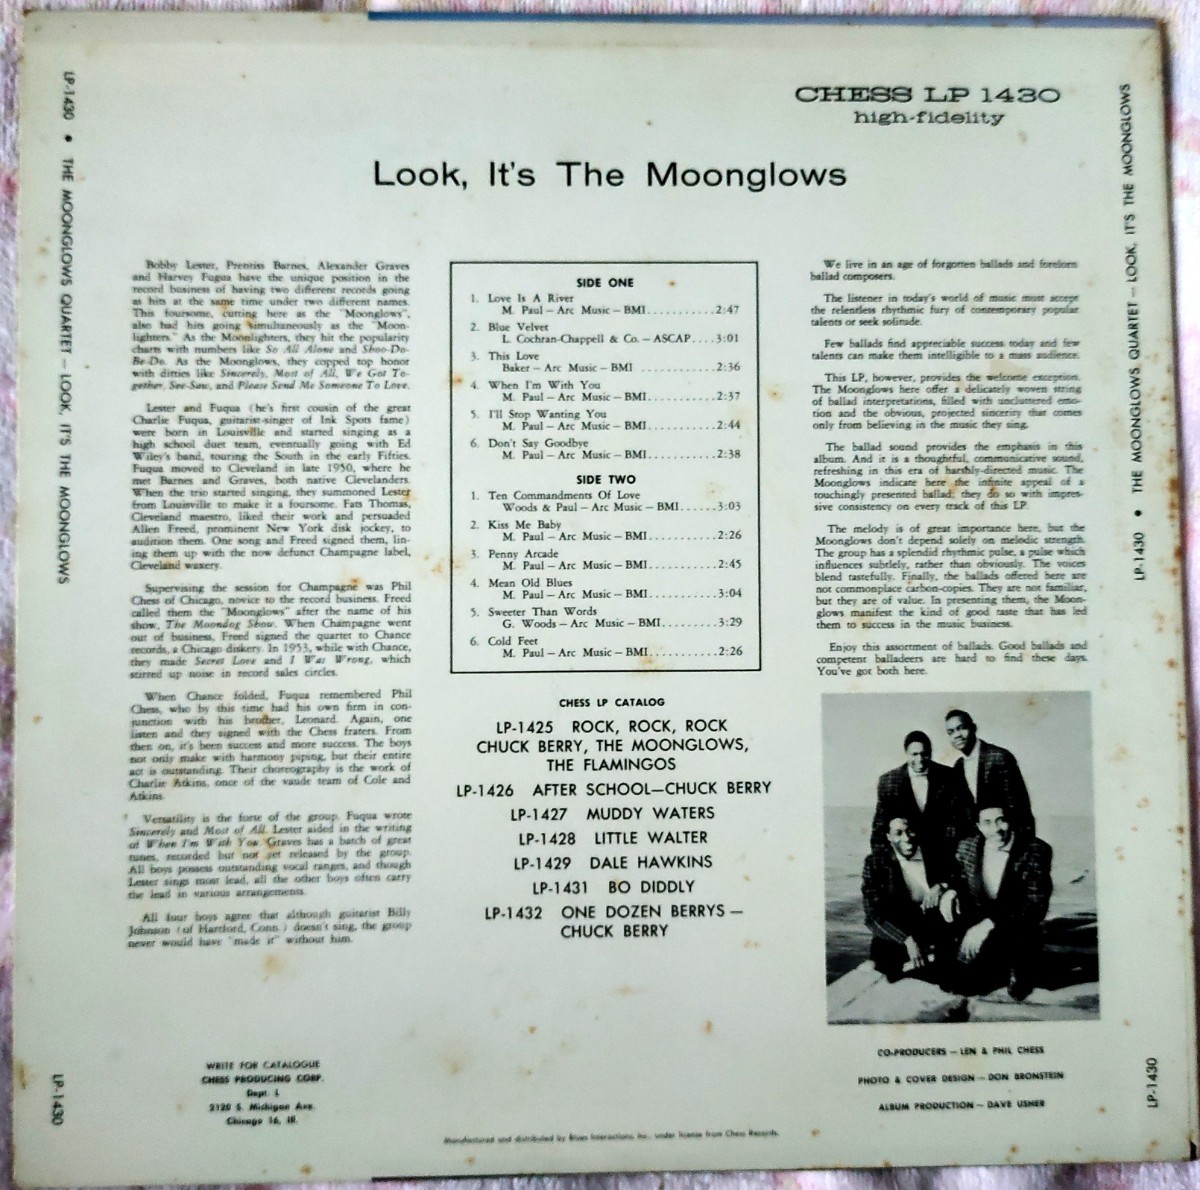 CHESS LP 1430
high-fidelity
Look, It's The Moonglows
LP-1430 • THE MOONGLOWS QUARTET — LOOK, IT'S THE MOONGLOWS
LP-1430
Bobby Lester, Prentiss Barnes, Alexander Graves
and Harvey Fuqua have the unique position in the
record business of having two different records going
as hits at the same time under two different names.
This foursome, cutting here as the "Moonglows",
also had hits going simultaneously as the "Moon-
lighters." As the Moonlighters, they hit the popularity
charts with numbers like So All Alone and Shoo-Do-
Be-Do. As the Moonglows, they copped top honor
with ditties like Sincerely, Most of All, We Got To-
gether, See-Saw, and Please Send Me Someone To Love.
Lester and Fuqua (he's first cousin of the great
Charlie Fuqua, guitarist-singer of Ink Spots fame)
were born in Louisville and started singing as a
high school duet team, eventually going with Ed
Wiley's band, touring the South in the early Fifties.
Fuqua moved to Cleveland in late 1950, where he
met Barnes and Graves, both native Clevelanders.
When the trio started singing, they summoned Lester
from Louisville to make it a foursome. Fats Thomas,
Cleveland maestro, liked their work and persuaded
Allen Freed, prominent New York disk jockey, to
audition them. One song and Freed signed them, lin-
ing them up with the now defunct Champagne label,
Cleveland waxery.
Supervising the session for Champagne was Phil
Chess of Chicago, novice to the record business. Freed
called them the "Moonglows" after the name of his
show, The Moondog Show. When Champagne went
out of business, Freed signed the quartet to Chance
records, a Chicago diskery. In 1953, while with Chance,
they made Secret Love and I Was Wrong, which
stirred up noise in record sales circles.
When Chance folded, Fuqua remembered Phil
Chess, who by this time had his own firm in con-
junction with his brother, Leonard. Again, one
listen and they signed with the Chess fraters. From
then on, it's been success and more success. The boys
not only make with harmony piping, but their entire
act is outstanding. Their choreography is the work of
Charlie Atkins, once of the vaude team of Cole and
Atkins.
Versatility is the forte of the group. Fuqua wrote
Sincerely and Most of All. Lester aided in the writing
of When I'm With You. Graves has a batch of great
tunes, recorded but not yet released by the group.
All boys possess outstanding vocal ranges, and though
Lester sings most lead, all the other boys often carry
the lead in various arrangements.
All four boys agree that although guitarist Billy
Johnson (of Hartford, Conn.) doesn't sing, the group
never would have "made it" without him.
WRITE FOR CATALOGUE
CHESS PRODUCING CORP.
Dept. L
2120 S. Michigan Ave.
Chicago 16, Ill.
SIDE ONE
1. Love Is A River
M. Paul — Arc Music — BMI...........2:47
2. Blue Velvet
L. Cochran-Chappell & Co. — ASCAP....3:01
3. This Love
Baker — Arc Music — BMI ............2:36
4. When I'm With You
M. Paul — Arc Music — BMI...........2:37
5. I'll Stop Wanting You
M. Paul — Arc Music — BMI...........2:44
6. Don't Say Goodbye
M. Paul — Arc Music — BMI...........2:38
SIDE TWO
1. Ten Commandments Of Love
Woods & Paul — Arc Music — BMI......3:03
2. Kiss Me Baby
M. Paul — Arc Music — BMI...........2:26
3. Penny Arcade
M. Paul — Arc Music — BMI...........2:45
4. Mean Old Blues
M. Paul — Arc Music — BMI...........3:04
5. Sweeter Than Words
G. Woods — Arc Music — BMI.........3:29
6. Cold Feet
M. Paul — Arc Music — BMI...........2:26
CHESS LP CATALOG
LP-1425 ROCK, ROCK, ROCK
CHUCK BERRY, THE MOONGLOWS,
THE FLAMINGOS
LP-1426 AFTER SCHOOL—CHUCK BERRY
LP-1427 MUDDY WATERS
LP-1428 LITTLE WALTER
LP-1429 DALE HAWKINS
LP-1431 BO DIDDLY
LP-1432 ONE DOZEN BERRYS —
CHUCK BERRY
Manufactured and distributed by Blues Interactions, Inc., under license from Chess Records.
We live in an age of forgotten ballads and forelorn
ballad composers.
The listener in today's world of music must accept
the relentless rhythmic fury of contemporary popular
talents or seek solitude.
Few ballads find appreciable success today and few
talents can make them intelligible to a mass audience.
This LP, however, provides the welcome exception.
The Moonglows here offer a delicately woven string
of ballad interpretations, filled with uncluttered emo-
tion and the obvious, projected sincerity that comes
only from believing in the music they sing.
The ballad sound provides the emphasis in this
album. And it is a thoughtful, communicative sound,
refreshing in this era of harshly-directed music. The
Moonglows indicate here the infinite appeal of a
touchingly presented ballad; they do so with impres-
sive consistency on every track of this LP.
The melody is of great importance here, but the
Moonglows don't depend solely on melodic strength.
The group has a splendid rhythmic pulse, a pulse which
influences subtlely, rather than obviously. The voices
blend tastefully. Finally, the ballads offered here are
not commonplace carbon-copies. They are not familiar,
but they are of value. In presenting them, the Moon-
glows manifest the kind of good taste that has led
them to success in the music business.
Enjoy this assortment of ballads. Good ballads and
competent balladeers are hard to find these days.
You've got both here.
CO-PRODUCERS — LEN & PHIL CHESS
PHOTO & COVER DESIGN — DON BRONSTEIN
ALBUM PRODUCTION — DAVE USHER
LP-1430 • THE MOONGLOWS QUARTET — LOOK, IT'S THE MOONGLOWS
LP-1430